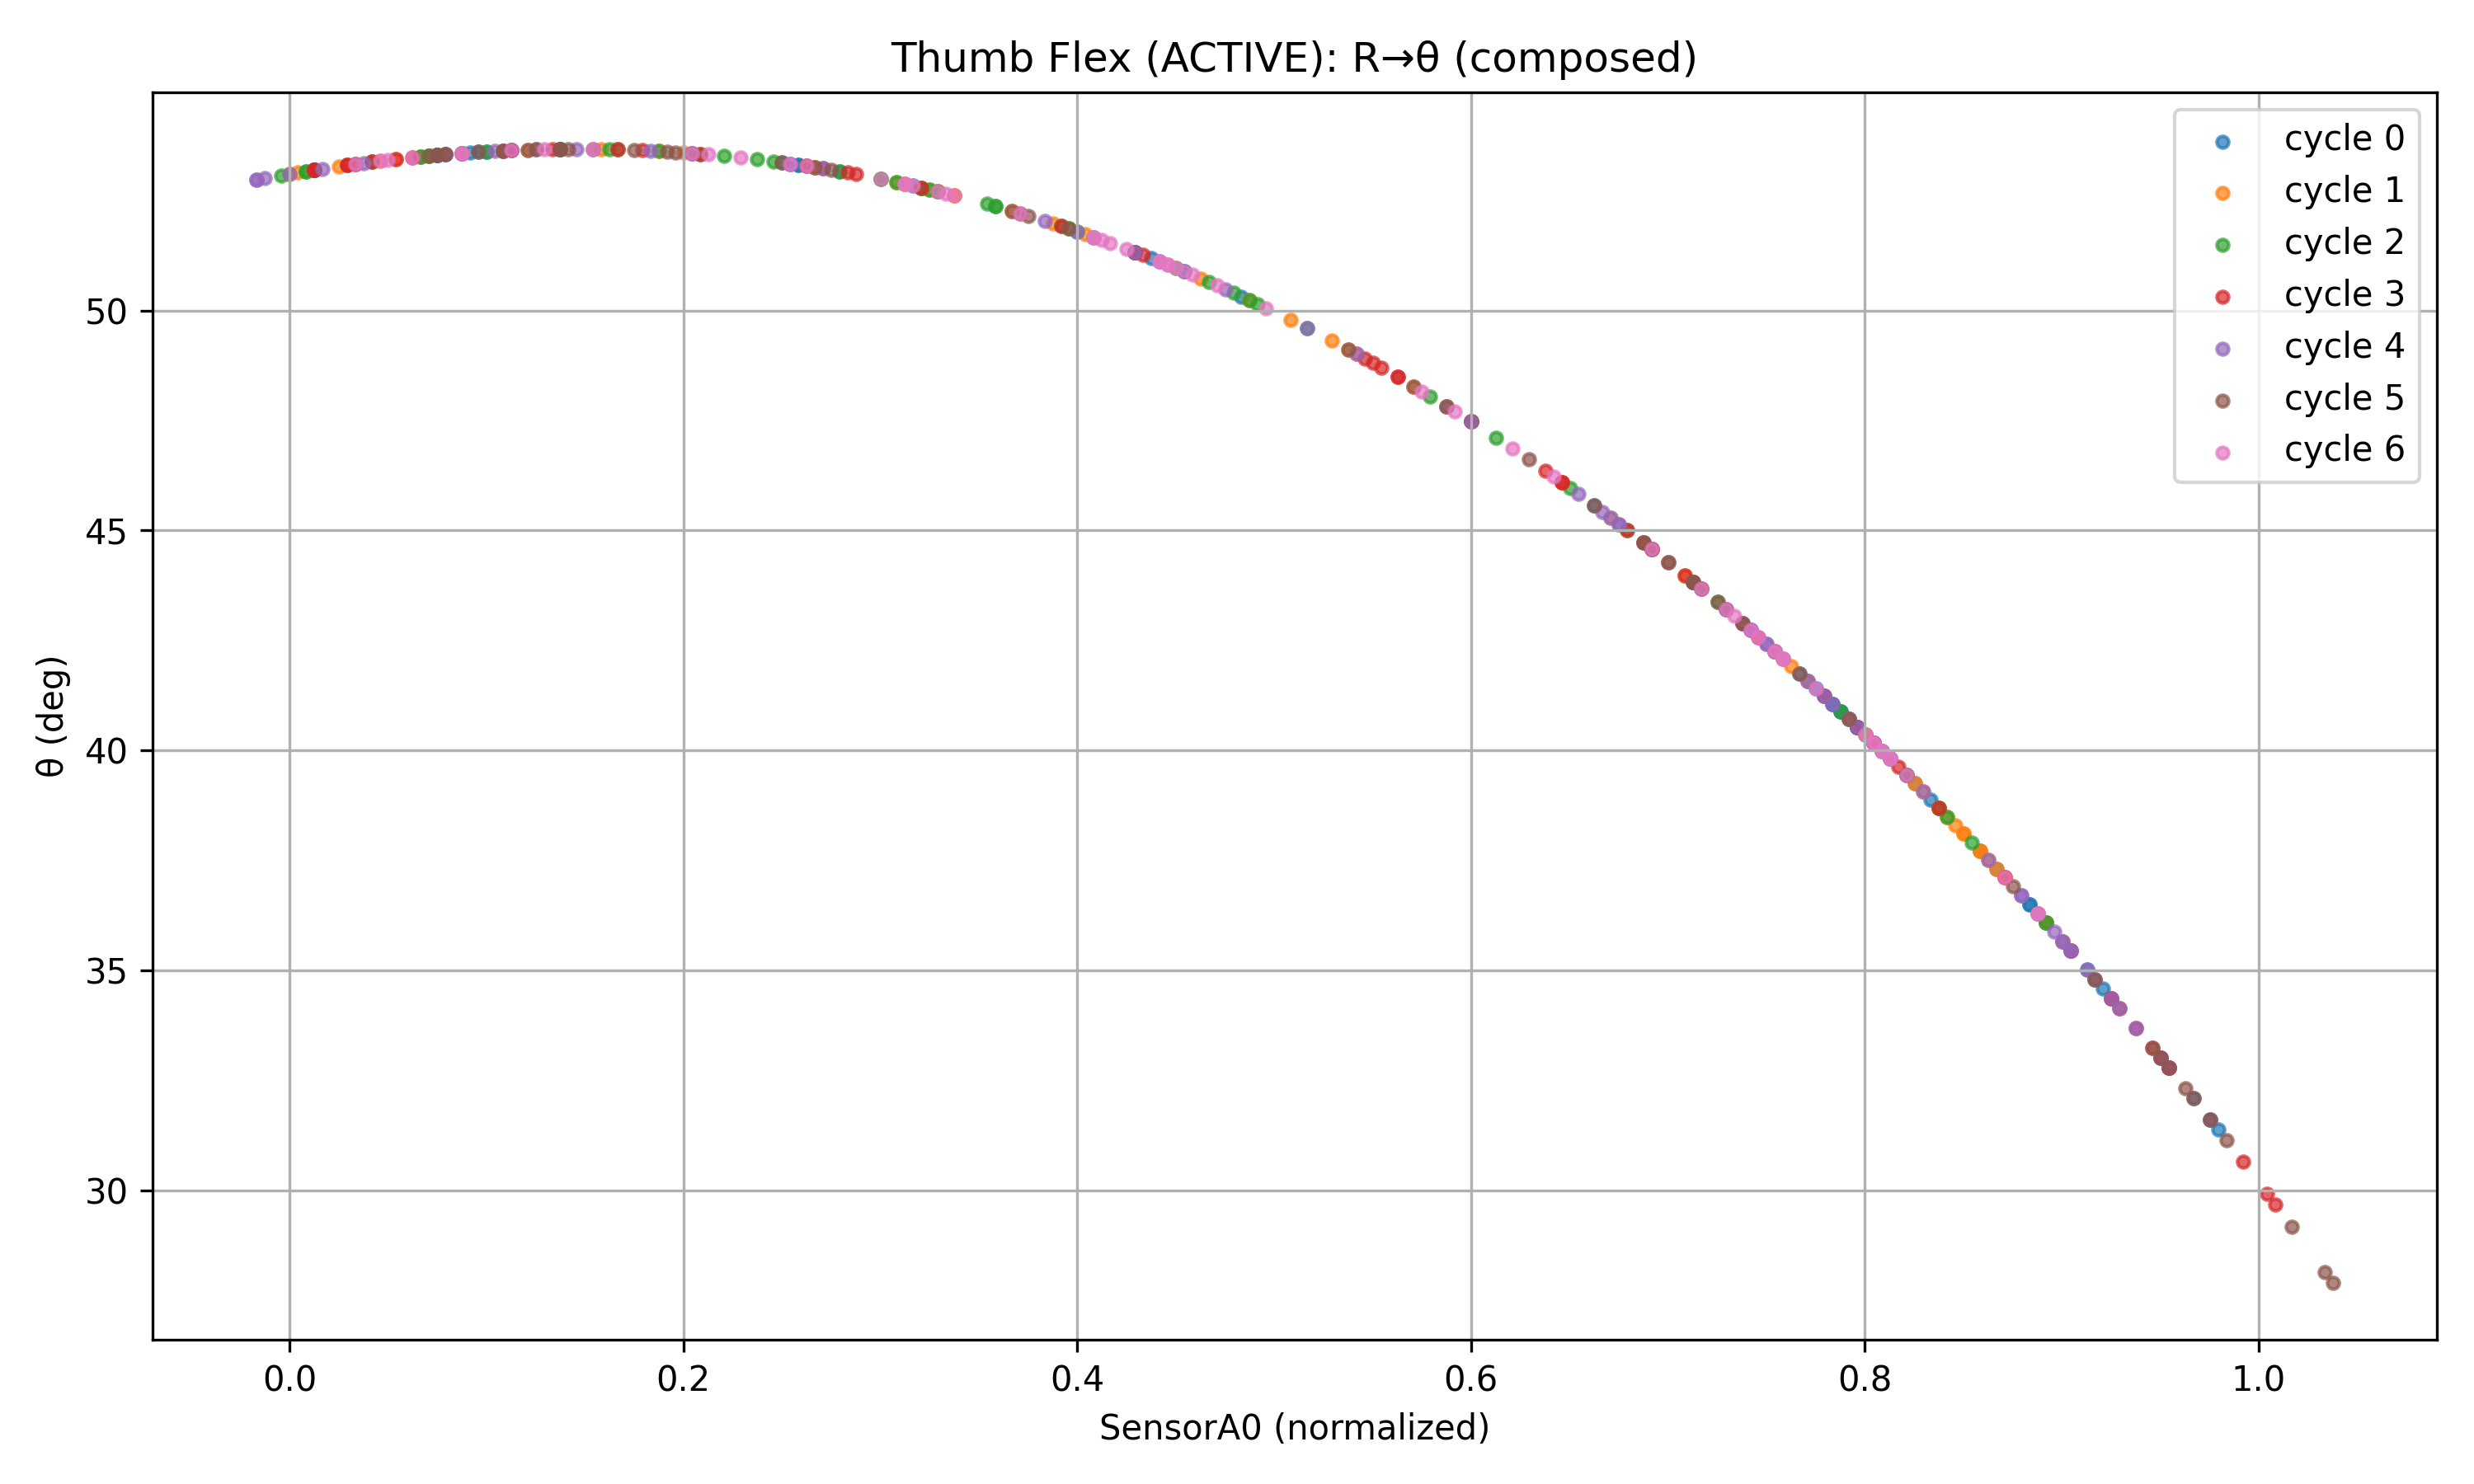 Thumb Flex (ACTIVE): R→θ (composed)
cycle 0
cycle 1
cycle 2
cycle 3
cycle 4
cycle 5
cycle 6
θ (deg)
50
45
40
35
30
0.0 0.2 0.4 0.6 0.8 1.0
SensorA0 (normalized)